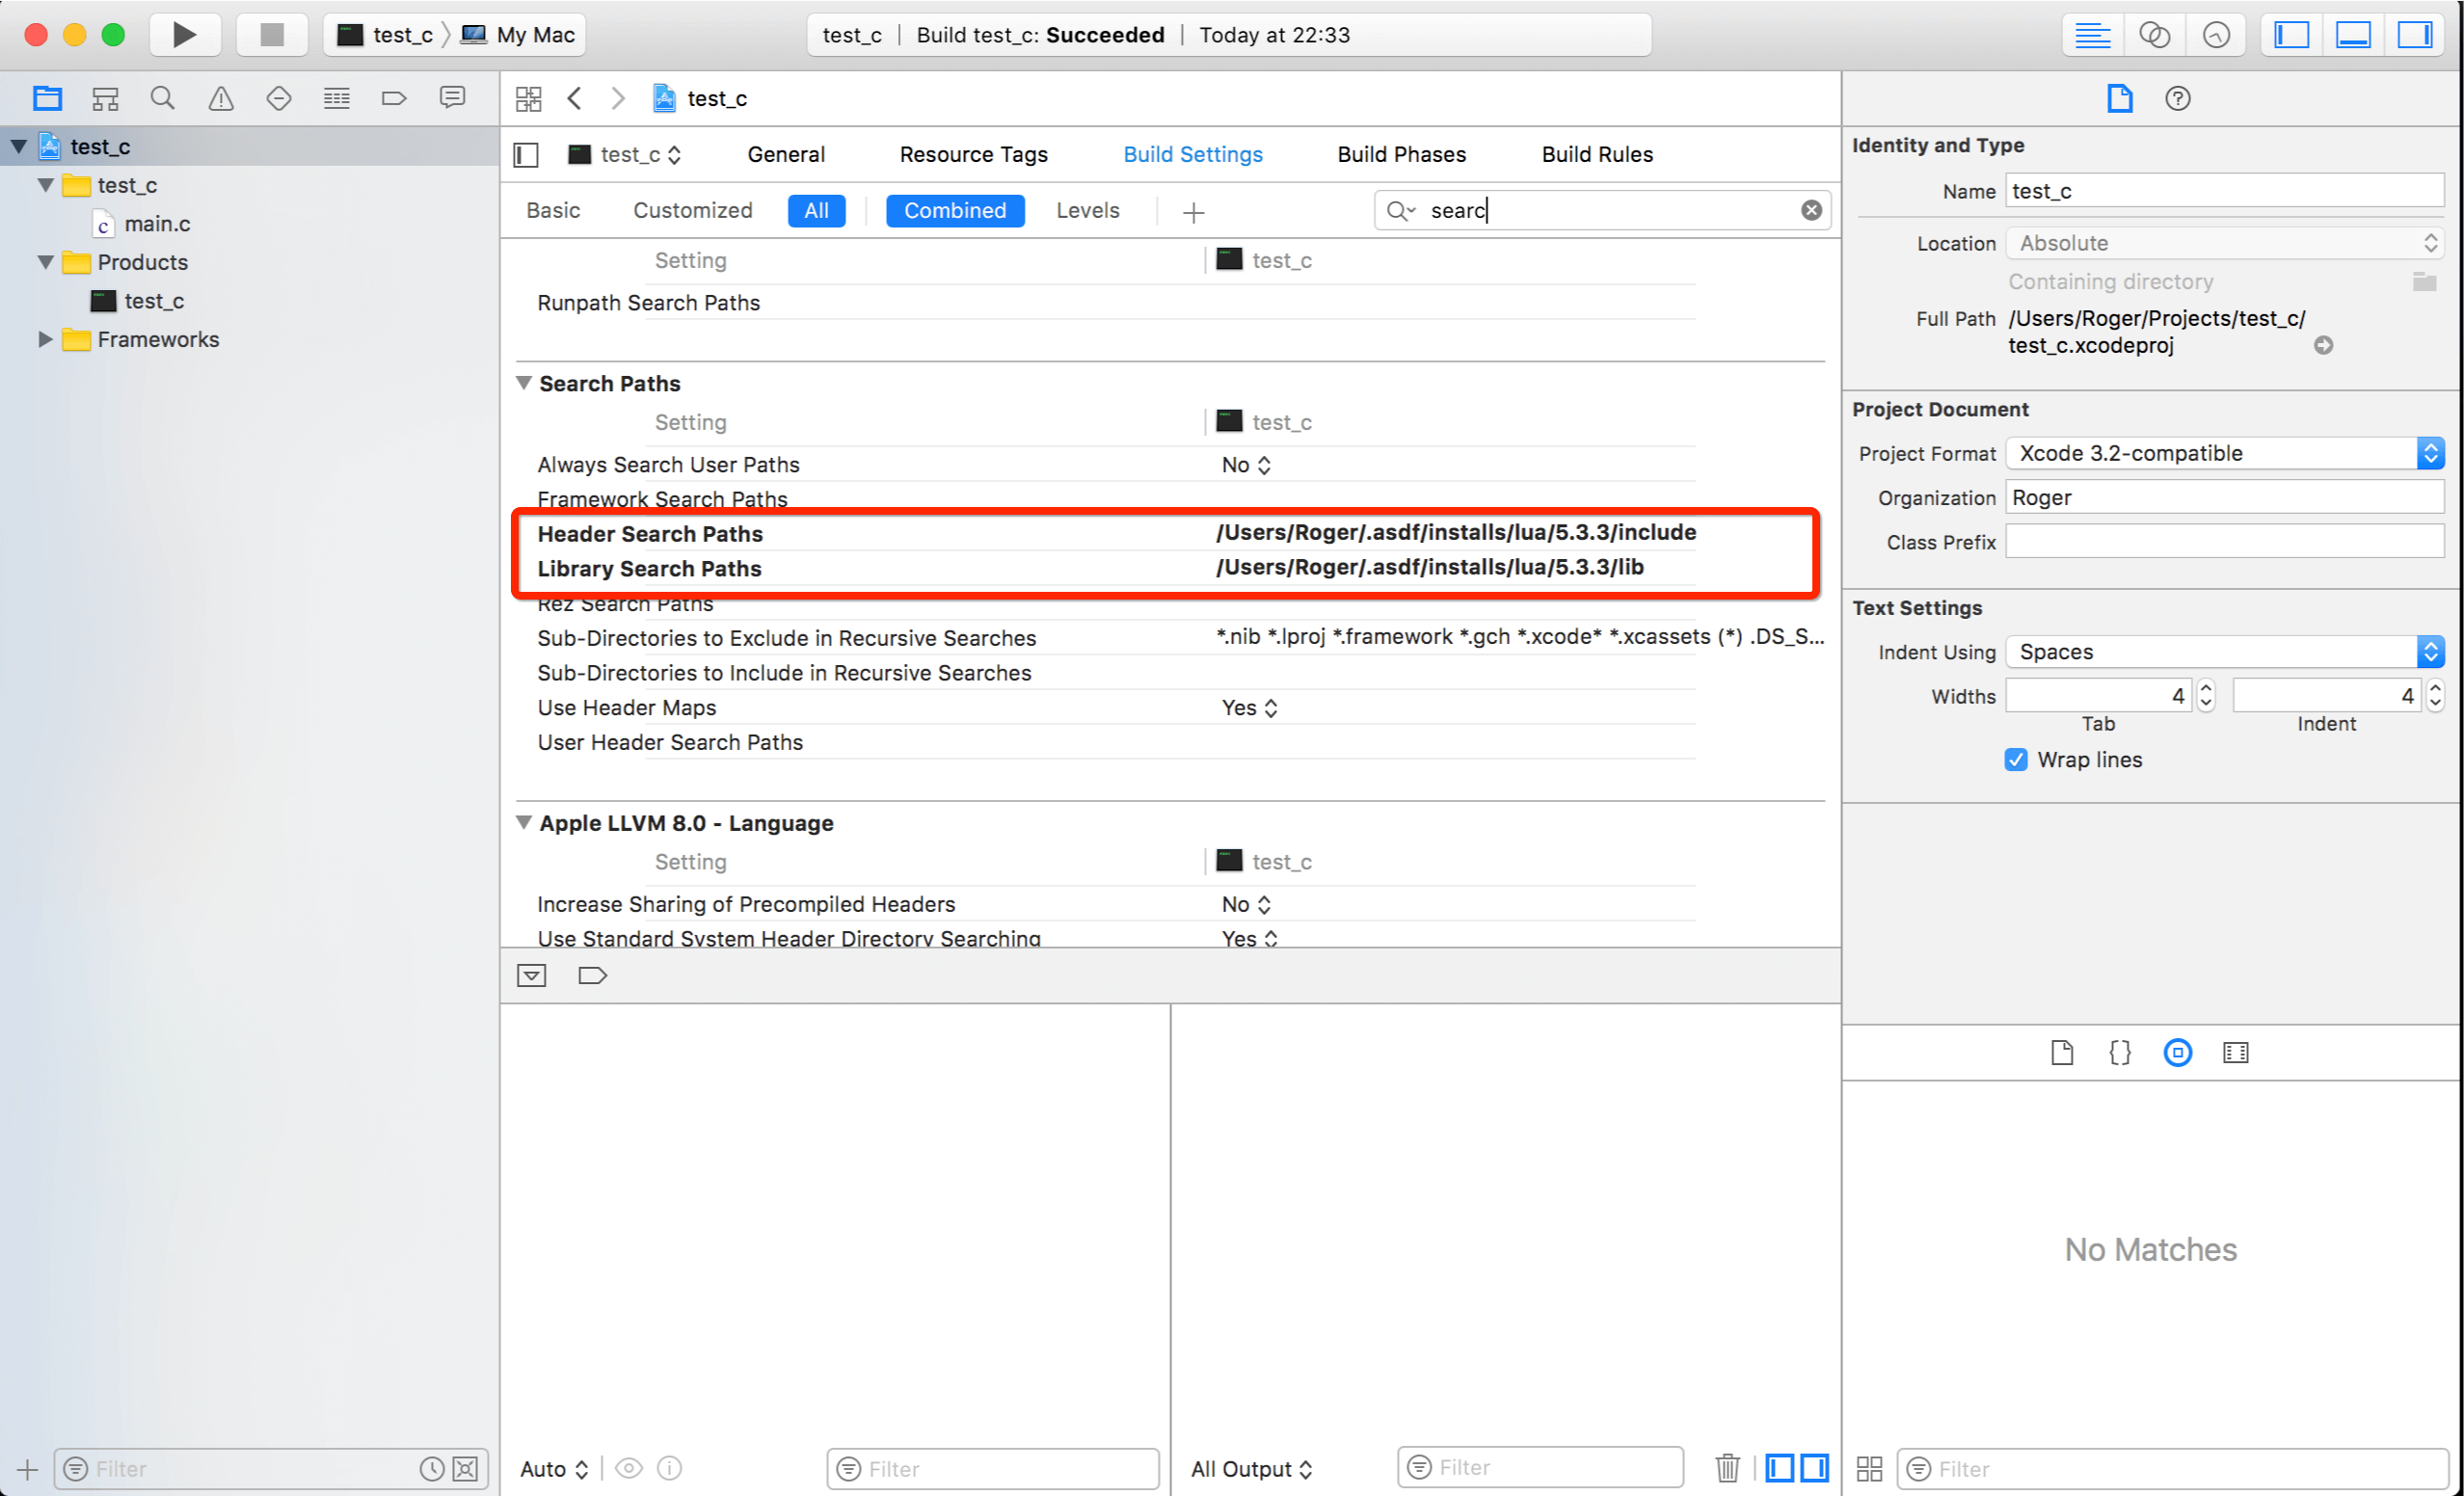 test_c My Mac
test_c Build test_c: Succeeded Today at 22:33
test_c
test_c
main.c
Products
test_c
Frameworks
Filter
test_c
test_c General Resource Tags Build Settings Build Phases Build Rules
Basic Customized All Combined Levels searc
Setting test_c
Runpath Search Paths
Search Paths
Setting test_c
Always Search User Paths No
Framework Search Paths
Header Search Paths /Users/Roger/.asdf/installs/lua/5.3.3/include
Library Search Paths /Users/Roger/.asdf/installs/lua/5.3.3/lib
Rez Search Paths
Sub-Directories to Exclude in Recursive Searches *.nib *.lproj *.framework *.gch *.xcode* *.xcassets (*) .DS_S...
Sub-Directories to Include in Recursive Searches
Use Header Maps Yes
User Header Search Paths
Apple LLVM 8.0 - Language
Setting test_c
Increase Sharing of Precompiled Headers No
Use Standard System Header Directory Searching Yes
Auto Filter
All Output Filter
Identity and Type
Name test_c
Location Absolute
Containing directory
Full Path /Users/Roger/Projects/test_c/
test_c.xcodeproj
Project Document
Project Format Xcode 3.2-compatible
Organization Roger
Class Prefix
Text Settings
Indent Using Spaces
Widths 4 4
Tab Indent
Wrap lines
No Matches
Filter